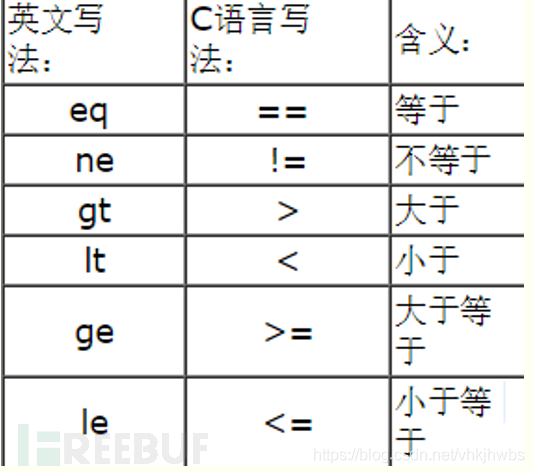 英文写
法：
C语言写
法：
含义：
eq
==
等于
ne
!=
不等于
gt
>
大于
lt
<
小于
ge
>=
大于等
于
le
<=
小于等
于
FREEBUF
https://blog.csdn.net/vhkjhwbs